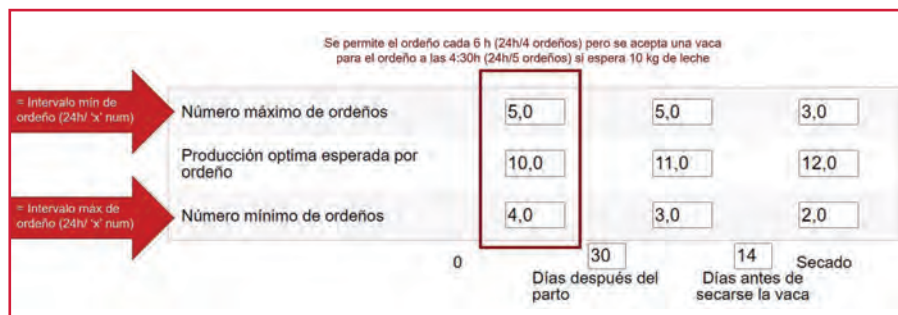 Se permite el ordeño cada 6 h (24h/4 ordeños) pero se acepta una vaca
para el ordeño a las 4:30h (24h/5 ordeños) si espera 10 kg de leche
= Intervalo mín de
ordeño (24h/ 'x' num)
Número máximo de ordeños
5,0
5,0
3,0
Producción optima esperada por
ordeño
10,0
11,0
12,0
= Intervalo máx de
ordeño (24h/ 'x' num)
Número mínimo de ordeños
4,0
3,0
2,0
0
30
14
Secado
Días después del
parto
Días antes de
secarse la vaca